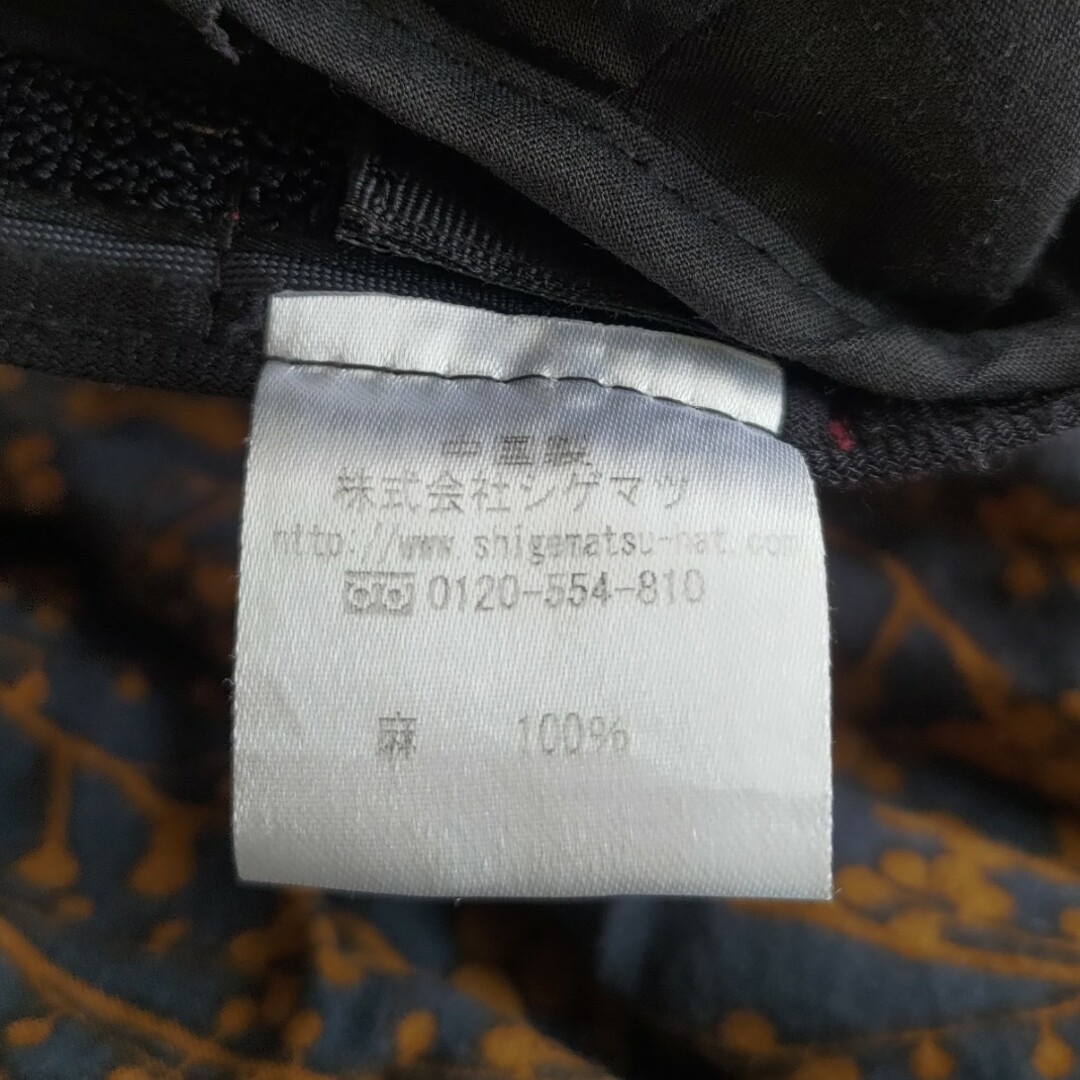 中国製
株式会社シゲマツ
http://www.shigematsu-hat.com
0120-554-810
麻 100%